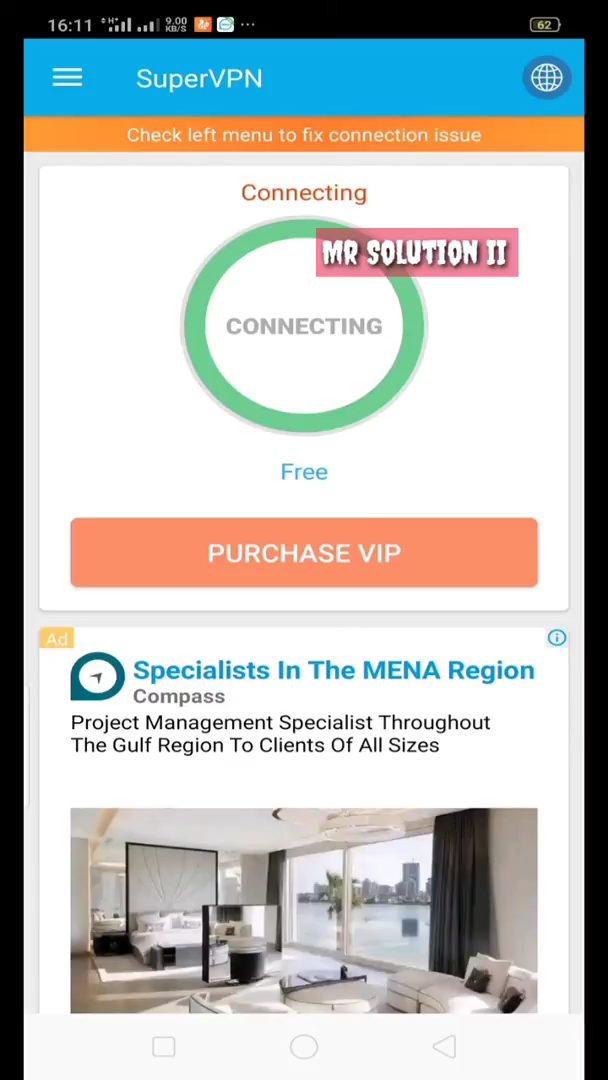 16:11 9.00 KB/S 62
SuperVPN
Check left menu to fix connection issue
Connecting
MR SOLUTION II
CONNECTING
Free
PURCHASE VIP
Ad
Specialists In The MENA Region
Compass
Project Management Specialist Throughout
The Gulf Region To Clients Of All Sizes